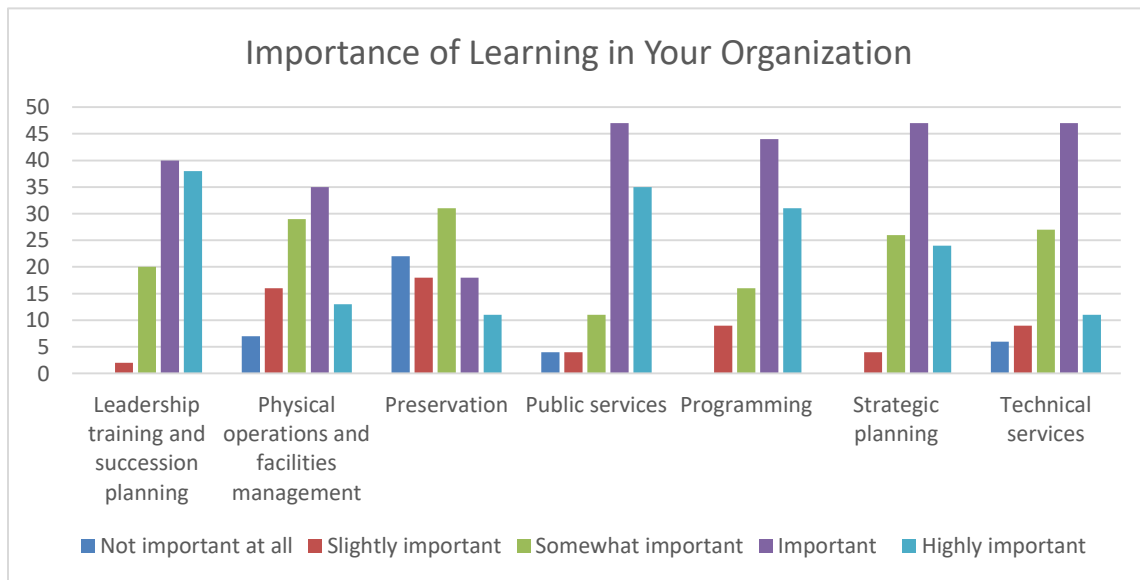 Importance of Learning in Your Organization
50
45
40
35
30
25
20
15
10
5
0
Leadership
training and
succession
planning
Physical
operations and
facilities
management
Preservation
Public services
Programming
Strategic
planning
Technical
services
Not important at all
Slightly important
Somewhat important
Important
Highly important